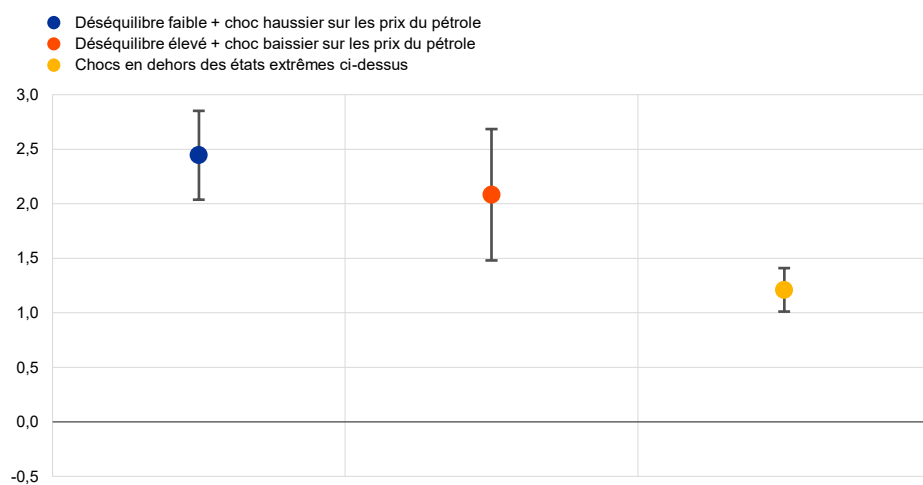 Déséquilibre faible + choc haussier sur les prix du pétrole
Déséquilibre élevé + choc baissier sur les prix du pétrole
Chocs en dehors des états extrêmes ci-dessus
3,0
2,5
2,0
1,5
1,0
0,5
0,0
-0,5